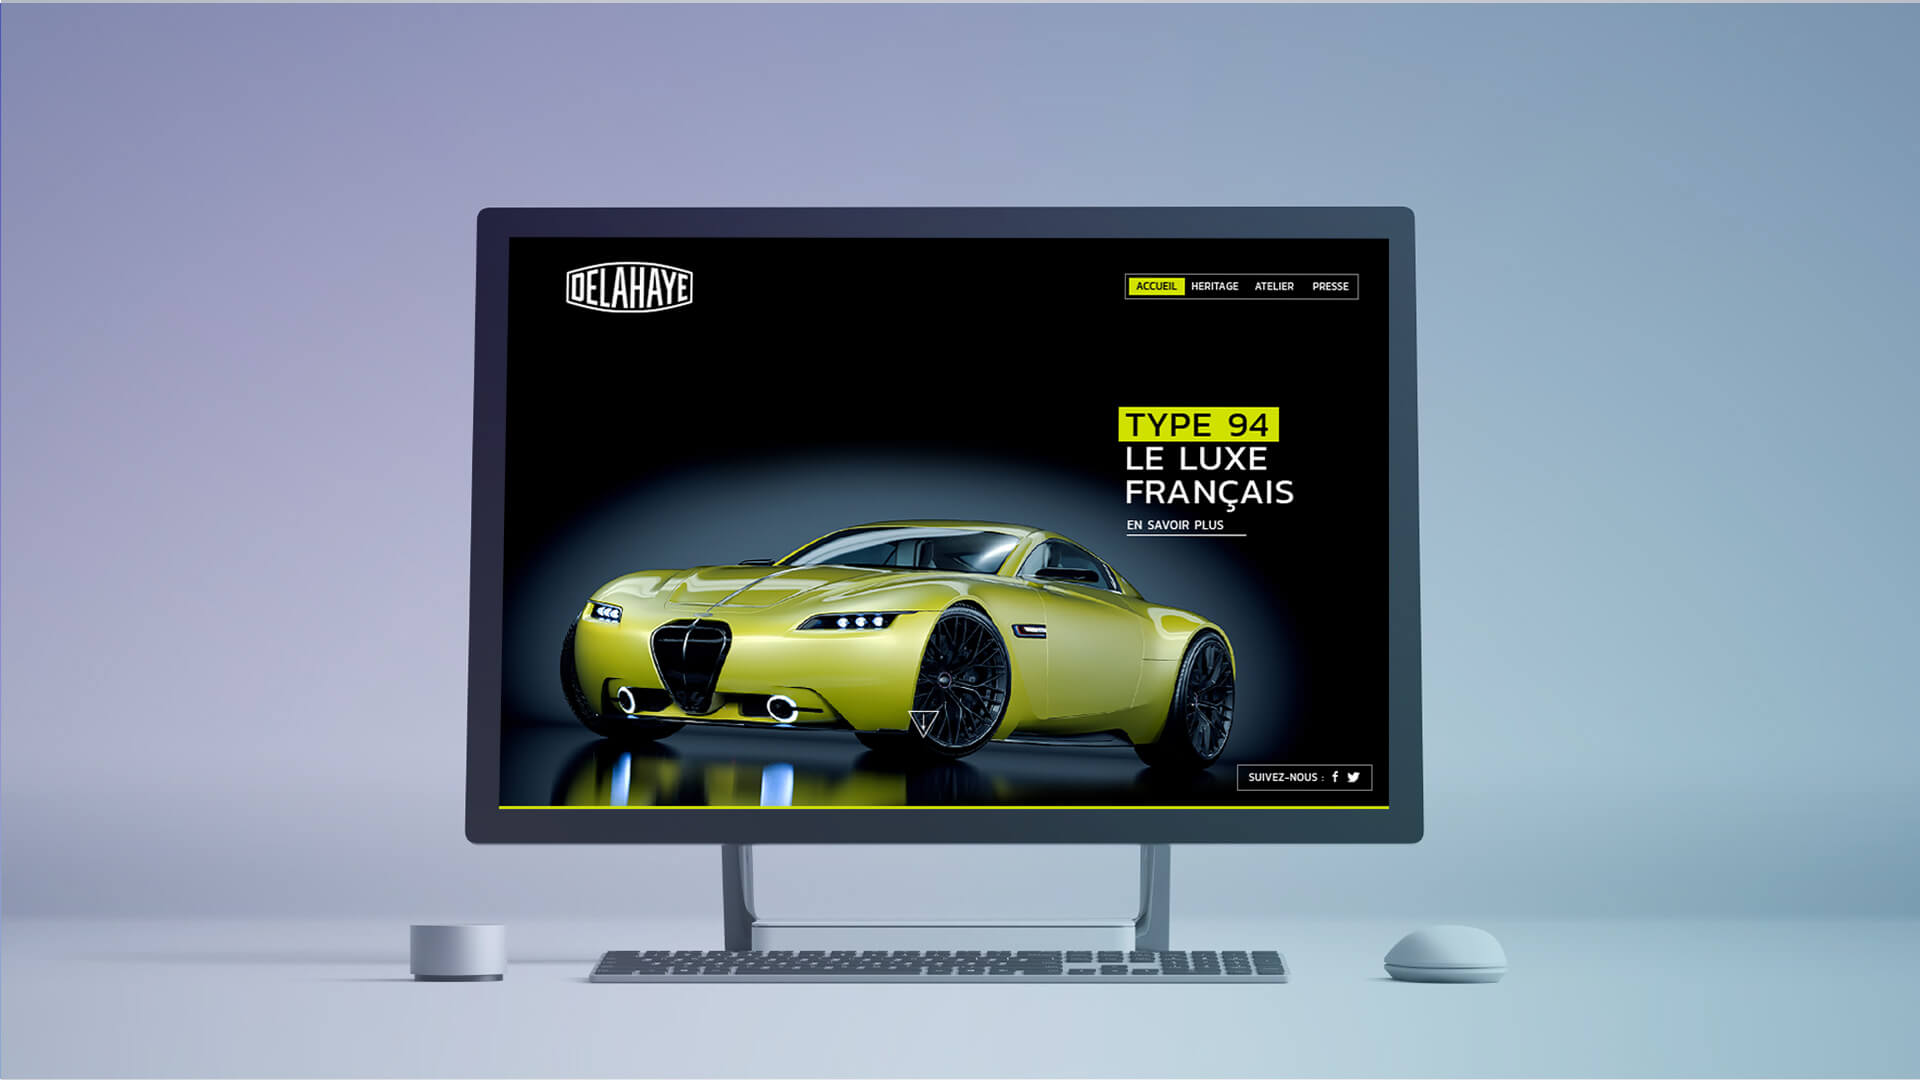 DELAHAYE
ACCUEIL HERITAGE ATELIER PRESSE
TYPE 94
LE LUXE
FRANÇAIS
EN SAVOIR PLUS
SUIVEZ-NOUS :